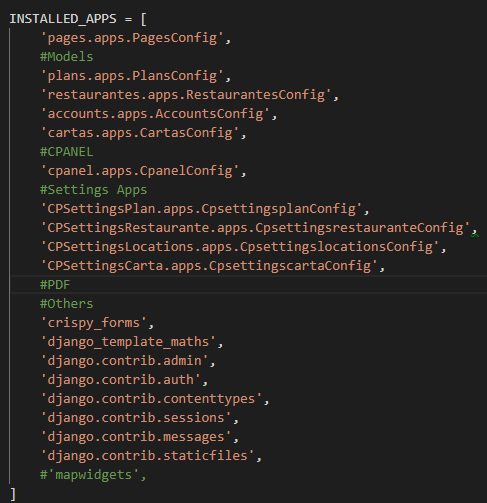 INSTALLED_APPS = [
    'pages.apps.PagesConfig',
    #Models
    'plans.apps.PlansConfig',
    'restaurantes.apps.RestaurantesConfig',
    'accounts.apps.AccountsConfig',
    'cartas.apps.CartasConfig',
    #CPANEL
    'cpanel.apps.CpanelConfig',
    #Settings Apps
    'CPSettingsPlan.apps.CpsettingsplanConfig',
    'CPSettingsRestaurante.apps.CpsettingsrestauranteConfig',
    'CPSettingsLocations.apps.CpsettingslocationsConfig',
    'CPSettingsCarta.apps.CpsettingscartaConfig',
    #PDF
    #Others
    'crispy_forms',
    'django_template_maths',
    'django.contrib.admin',
    'django.contrib.auth',
    'django.contrib.contenttypes',
    'django.contrib.sessions',
    'django.contrib.messages',
    'django.contrib.staticfiles',
    #'mapwidgets',
]